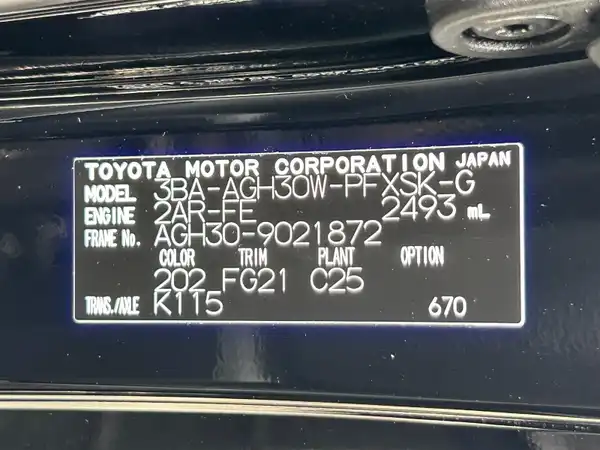 TOYOTA MOTOR CORPORATION JAPAN
MODEL 3BA-AGH30W-PFXSK-G
ENGINE 2AR-FE 2493 mL
FRAME No. AGH30-9021872
COLOR TRIM PLANT OPTION
202 FG21 C25
TRANS./AXLE K115 670